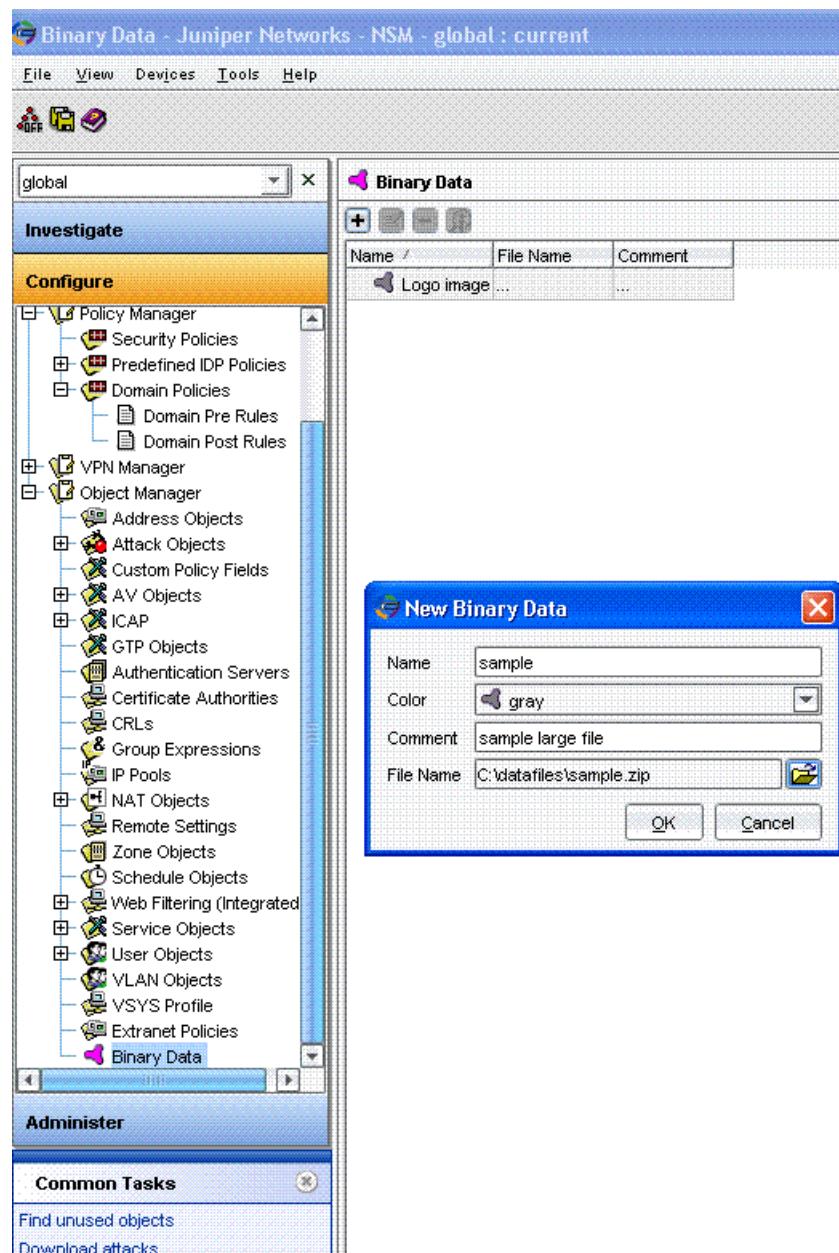 Binary Data - Juniper Networks - NSM - global : current
File View Devices Tools Help
OFF
global
Investigate
Configure
Policy Manager
Security Policies
Predefined IDP Policies
Domain Policies
Domain Pre Rules
Domain Post Rules
VPN Manager
Object Manager
Address Objects
Attack Objects
Custom Policy Fields
AV Objects
ICAP
GTP Objects
Authentication Servers
Certificate Authorities
CRLs
Group Expressions
IP Pools
NAT Objects
Remote Settings
Zone Objects
Schedule Objects
Web Filtering (Integrated
Service Objects
User Objects
VLAN Objects
VSYS Profile
Extranet Policies
Binary Data
Administer
Common Tasks
Find unused objects
Download attacks
Binary Data
Name / File Name Comment
Logo image ... ...
New Binary Data
Name sample
Color gray
Comment sample large file
File Name C:\datafiles\sample.zip
OK Cancel